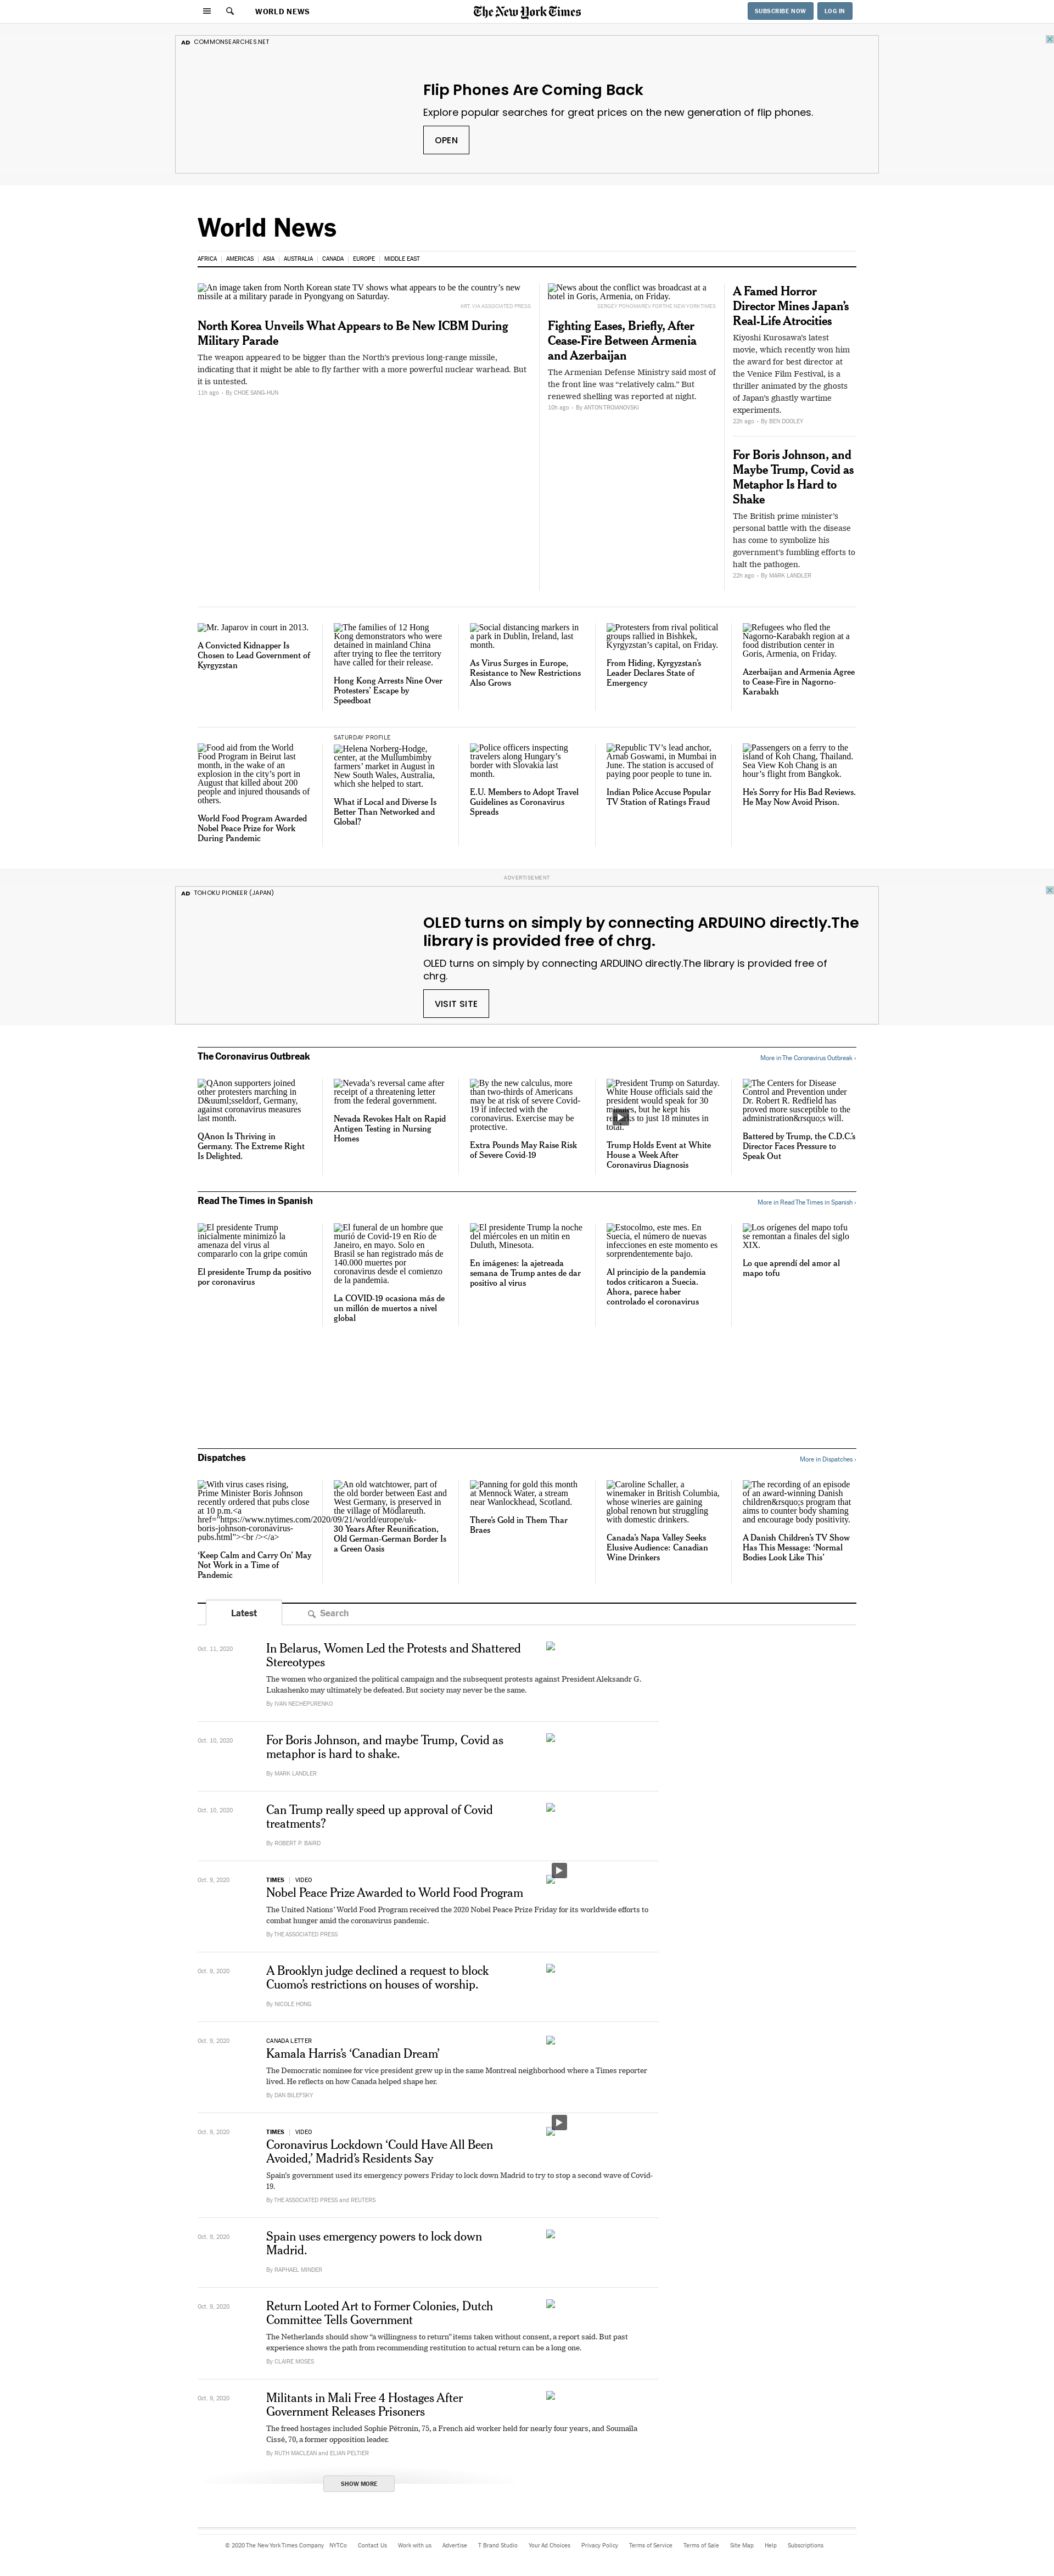 WORLD NEWS
The New York Times
SUBSCRIBE NOW
LOG IN
AD COMMONSEARCHES.NET
Flip Phones Are Coming Back
Explore popular searches for great prices on the new generation of flip phones.
OPEN
World News
AFRICA
AMERICAS
ASIA
AUSTRALIA
CANADA
EUROPE
MIDDLE EAST
An image taken from North Korean state TV shows what appears to be the country's new
missile at a military parade in Pyongyang on Saturday.
KRT, VIA ASSOCIATED PRESS
North Korea Unveils What Appears to Be New ICBM During
Military Parade
The weapon appeared to be bigger than the North's previous long-range missile,
indicating that it might be able to fly farther with a more powerful nuclear warhead. But
it is untested.
11h ago • By CHOE SANG-HUN
News about the conflict was broadcast at a
hotel in Goris, Armenia, on Friday.
SERGEY PONOMAREV FOR THE NEW YORK TIMES
Fighting Eases, Briefly, After
Cease-Fire Between Armenia
and Azerbaijan
The Armenian Defense Ministry said most of
the front line was “relatively calm.” But
renewed shelling was reported at night.
10h ago • By ANTON TROIANOVSKI
A Famed Horror
Director Mines Japan’s
Real-Life Atrocities
Kiyoshi Kurosawa’s latest
movie, which recently won him
the award for best director at
the Venice Film Festival, is a
thriller animated by the ghosts
of Japan’s ghastly wartime
experiments.
22h ago • By BEN DOOLEY
For Boris Johnson, and
Maybe Trump, Covid as
Metaphor Is Hard to
Shake
The British prime minister’s
personal battle with the disease
has come to symbolize his
government’s fumbling efforts to
halt the pathogen.
22h ago • By MARK LANDLER
Mr. Japarov in court in 2013.
A Convicted Kidnapper Is
Chosen to Lead Government of
Kyrgyzstan
The families of 12 Hong
Kong demonstrators who were
detained in mainland China
after trying to flee the territory
have called for their release.
Hong Kong Arrests Nine Over
Protesters’ Escape by
Speedboat
Social distancing markers in
a park in Dublin, Ireland, last
month.
As Virus Surges in Europe,
Resistance to New Restrictions
Also Grows
Protesters from rival political
groups rallied in Bishkek,
Kyrgyzstan’s capital, on Friday.
From Hiding, Kyrgyzstan’s
Leader Declares State of
Emergency
Refugees who fled the
Nagorno-Karabakh region at a
food distribution center in
Goris, Armenia, on Friday.
Azerbaijan and Armenia Agree
to Cease-Fire in Nagorno-
Karabakh
Food aid from the World
Food Program in Beirut last
month, in the wake of an
explosion in the city’s port in
August that killed about 200
people and injured thousands of
others.
World Food Program Awarded
Nobel Peace Prize for Work
During Pandemic
SATURDAY PROFILE
Helena Norberg-Hodge,
center, at the Mullumbimby
farmers’ market in August in
New South Wales, Australia,
which she helped to start.
What if Local and Diverse Is
Better Than Networked and
Global?
Police officers inspecting
travelers along Hungary’s
border with Slovakia last
month.
E.U. Members to Adopt Travel
Guidelines as Coronavirus
Spreads
Republic TV’s lead anchor,
Arnab Goswami, in Mumbai in
June. The station is accused of
paying poor people to tune in.
Indian Police Accuse Popular
TV Station of Ratings Fraud
Passengers on a ferry to the
island of Koh Chang, Thailand.
Sea View Koh Chang is an
hour’s flight from Bangkok.
He’s Sorry for His Bad Reviews.
He May Now Avoid Prison.
ADVERTISEMENT
AD TOHOKU PIONEER (JAPAN)
OLED turns on simply by connecting ARDUINO directly.The
library is provided free of chrg.
OLED turns on simply by connecting ARDUINO directly.The library is provided free of
chrg.
VISIT SITE
The Coronavirus Outbreak
More in The Coronavirus Outbreak ›
QAnon supporters joined
other protesters marching in
D&uuml;sseldorf, Germany,
against coronavirus measures
last month.
QAnon Is Thriving in
Germany. The Extreme Right
Is Delighted.
Nevada’s reversal came after
receipt of a threatening letter
from the federal government.
Nevada Revokes Halt on Rapid
Antigen Testing in Nursing
Homes
By the new calculus, more
than two-thirds of Americans
may be at risk of severe Covid-
19 if infected with the
coronavirus. Exercise may be
protective.
Extra Pounds May Raise Risk
of Severe Covid-19
President Trump on Saturday.
White House officials said the
president would speak for 30
but he kept his
to just 18 minutes in
total.
Trump Holds Event at White
House a Week After
Coronavirus Diagnosis
The Centers for Disease
Control and Prevention under
Dr. Robert R. Redfield has
proved more susceptible to the
administration&rsquo;s will.
Battered by Trump, the C.D.C.’s
Director Faces Pressure to
Speak Out
Read The Times in Spanish
More in Read The Times in Spanish ›
El presidente Trump
inicialmente minimizó la
amenaza del virus al
compararlo con la gripe común
El presidente Trump da positivo
por coronavirus
El funeral de un hombre que
murió de Covid-19 en Río de
Janeiro, en mayo. Solo en
Brasil se han registrado más de
140.000 muertes por
coronavirus desde el comienzo
de la pandemia.
La COVID-19 ocasiona más de
un millón de muertos a nivel
global
El presidente Trump la noche
del miércoles en un mitin en
Duluth, Minesota.
En imágenes: la ajetreada
semana de Trump antes de dar
positivo al virus
Estocolmo, este mes. En
Suecia, el número de nuevas
infecciones en este momento es
sorprendentemente bajo.
Al principio de la pandemia
todos criticaron a Suecia.
Ahora, parece haber
controlado el coronavirus
Los orígenes del mapo tofu
se remontan a finales del siglo
XIX.
Lo que aprendí del amor al
mapo tofu
Dispatches
More in Dispatches ›
With virus cases rising,
Prime Minister Boris Johnson
recently ordered that pubs close
at 10 p.m.<a
href="https://www.nytimes.com/2020/09/21/world/europe/uk-
boris-johnson-coronavirus-
pubs.html"><br /></a>
‘Keep Calm and Carry On’ May
Not Work in a Time of
Pandemic
An old watchtower, part of
the old border between East and
West Germany, is preserved in
the village of Mödlareuth.
30 Years After Reunification,
Old German-German Border Is
a Green Oasis
Panning for gold this month
at Mennock Water, a stream
near Wanlockhead, Scotland.
There’s Gold in Them Thar
Braes
Caroline Schaller, a
winemaker in British Columbia,
whose wineries are gaining
global renown but struggling
with domestic drinkers.
Canada’s Napa Valley Seeks
Elusive Audience: Canadian
Wine Drinkers
The recording of an episode
of an award-winning Danish
children&rsquo;s program that
aims to counter body shaming
and encourage body positivity.
A Danish Children’s TV Show
Has This Message: ‘Normal
Bodies Look Like This’
Latest
Search
Oct. 11, 2020
In Belarus, Women Led the Protests and Shattered
Stereotypes
The women who organized the political campaign and the subsequent protests against President Aleksandr G.
Lukashenko may ultimately be defeated. But society may never be the same.
By IVAN NECHEPURENKO
Oct. 10, 2020
For Boris Johnson, and maybe Trump, Covid as
metaphor is hard to shake.
By MARK LANDLER
Oct. 10, 2020
Can Trump really speed up approval of Covid
treatments?
By ROBERT P. BAIRD
Oct. 9, 2020
TIMES | VIDEO
Nobel Peace Prize Awarded to World Food Program
The United Nations’ World Food Program received the 2020 Nobel Peace Prize Friday for its worldwide efforts to
combat hunger amid the coronavirus pandemic.
By THE ASSOCIATED PRESS
Oct. 9, 2020
A Brooklyn judge declined a request to block
Cuomo’s restrictions on houses of worship.
By NICOLE HONG
Oct. 9, 2020
CANADA LETTER
Kamala Harris’s ‘Canadian Dream’
The Democratic nominee for vice president grew up in the same Montreal neighborhood where a Times reporter
lived. He reflects on how Canada helped shape her.
By DAN BILEFSKY
Oct. 9, 2020
TIMES | VIDEO
Coronavirus Lockdown ‘Could Have All Been
Avoided,’ Madrid’s Residents Say
Spain’s government used its emergency powers Friday to lock down Madrid to try to stop a second wave of Covid-
19.
By THE ASSOCIATED PRESS and REUTERS
Oct. 9, 2020
Spain uses emergency powers to lock down
Madrid.
By RAPHAEL MINDER
Oct. 9, 2020
Return Looted Art to Former Colonies, Dutch
Committee Tells Government
The Netherlands should show “a willingness to return” items taken without consent, a report said. But past
experience shows the path from recommending restitution to actual return can be a long one.
By CLAIRE MOSES
Oct. 9, 2020
Militants in Mali Free 4 Hostages After
Government Releases Prisoners
The freed hostages included Sophie Pétronin, 75, a French aid worker held for nearly four years, and Soumaïla
Cissé, 70, a former opposition leader.
By RUTH MACLEAN and ELIAN PELTIER
SHOW MORE
© 2020 The New York Times Company
NYTCo
Contact Us
Work with us
Advertise
T Brand Studio
Your Ad Choices
Privacy Policy
Terms of Service
Terms of Sale
Site Map
Help
Subscriptions